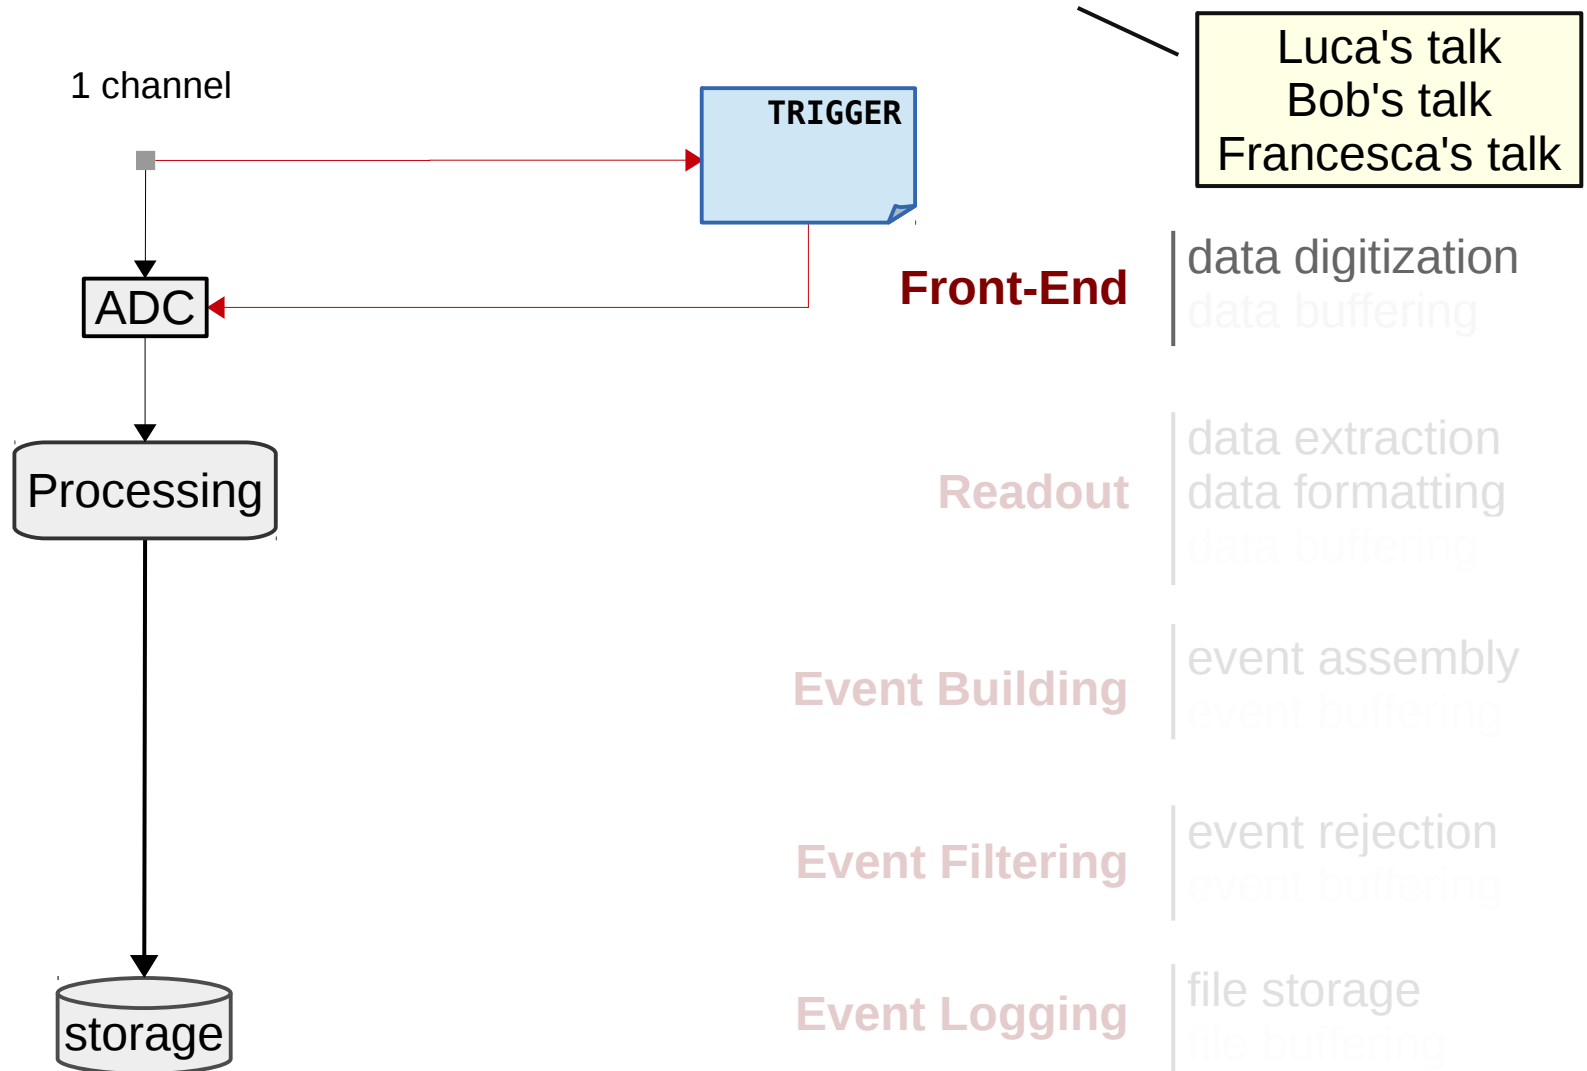 Luca's talk
Bob's talk
Francesca's talk
1 channel
TRIGGER
ADC
Processing
storage
Front-End
data digitization
data buffering
Readout
data extraction
data formatting
data buffering
Event Building
event assembly
event buffering
Event Filtering
event rejection
event buffering
Event Logging
file storage
file buffering